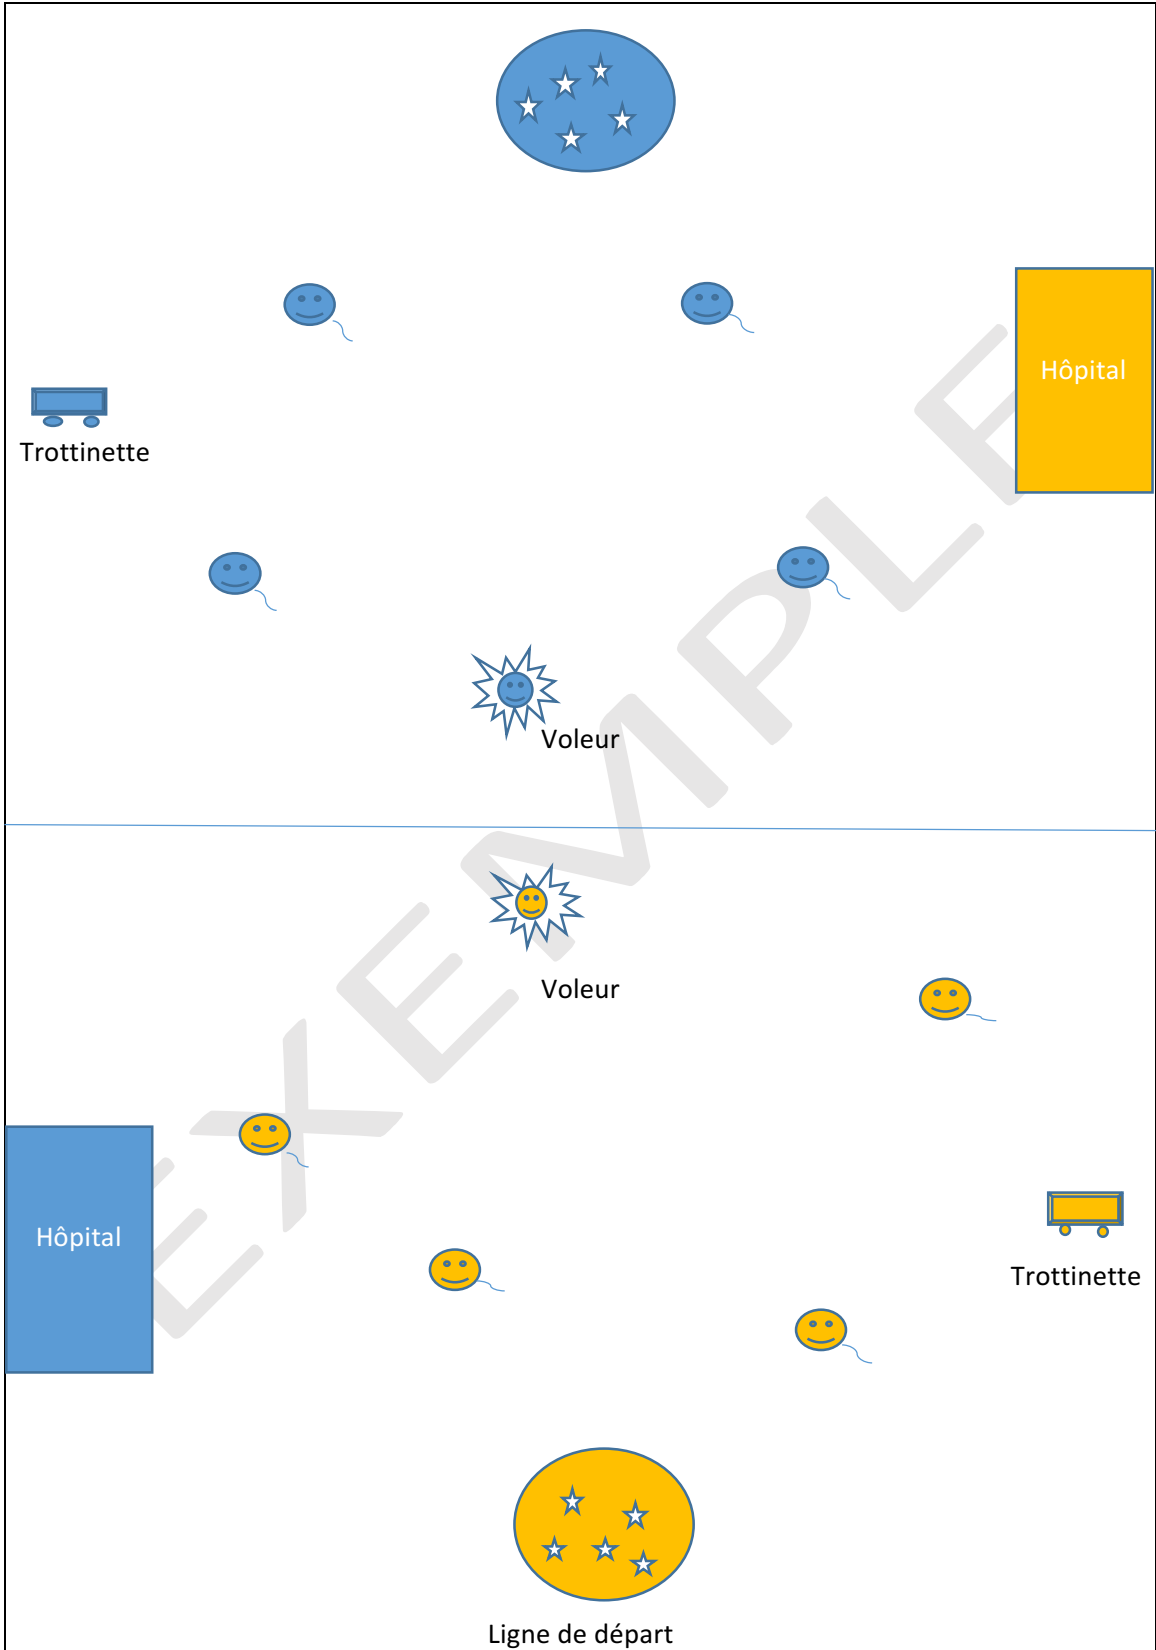 Hôpital
Trottinette
Voleur
Voleur
Hôpital
Trottinette
Ligne de départ
EXEMPLE